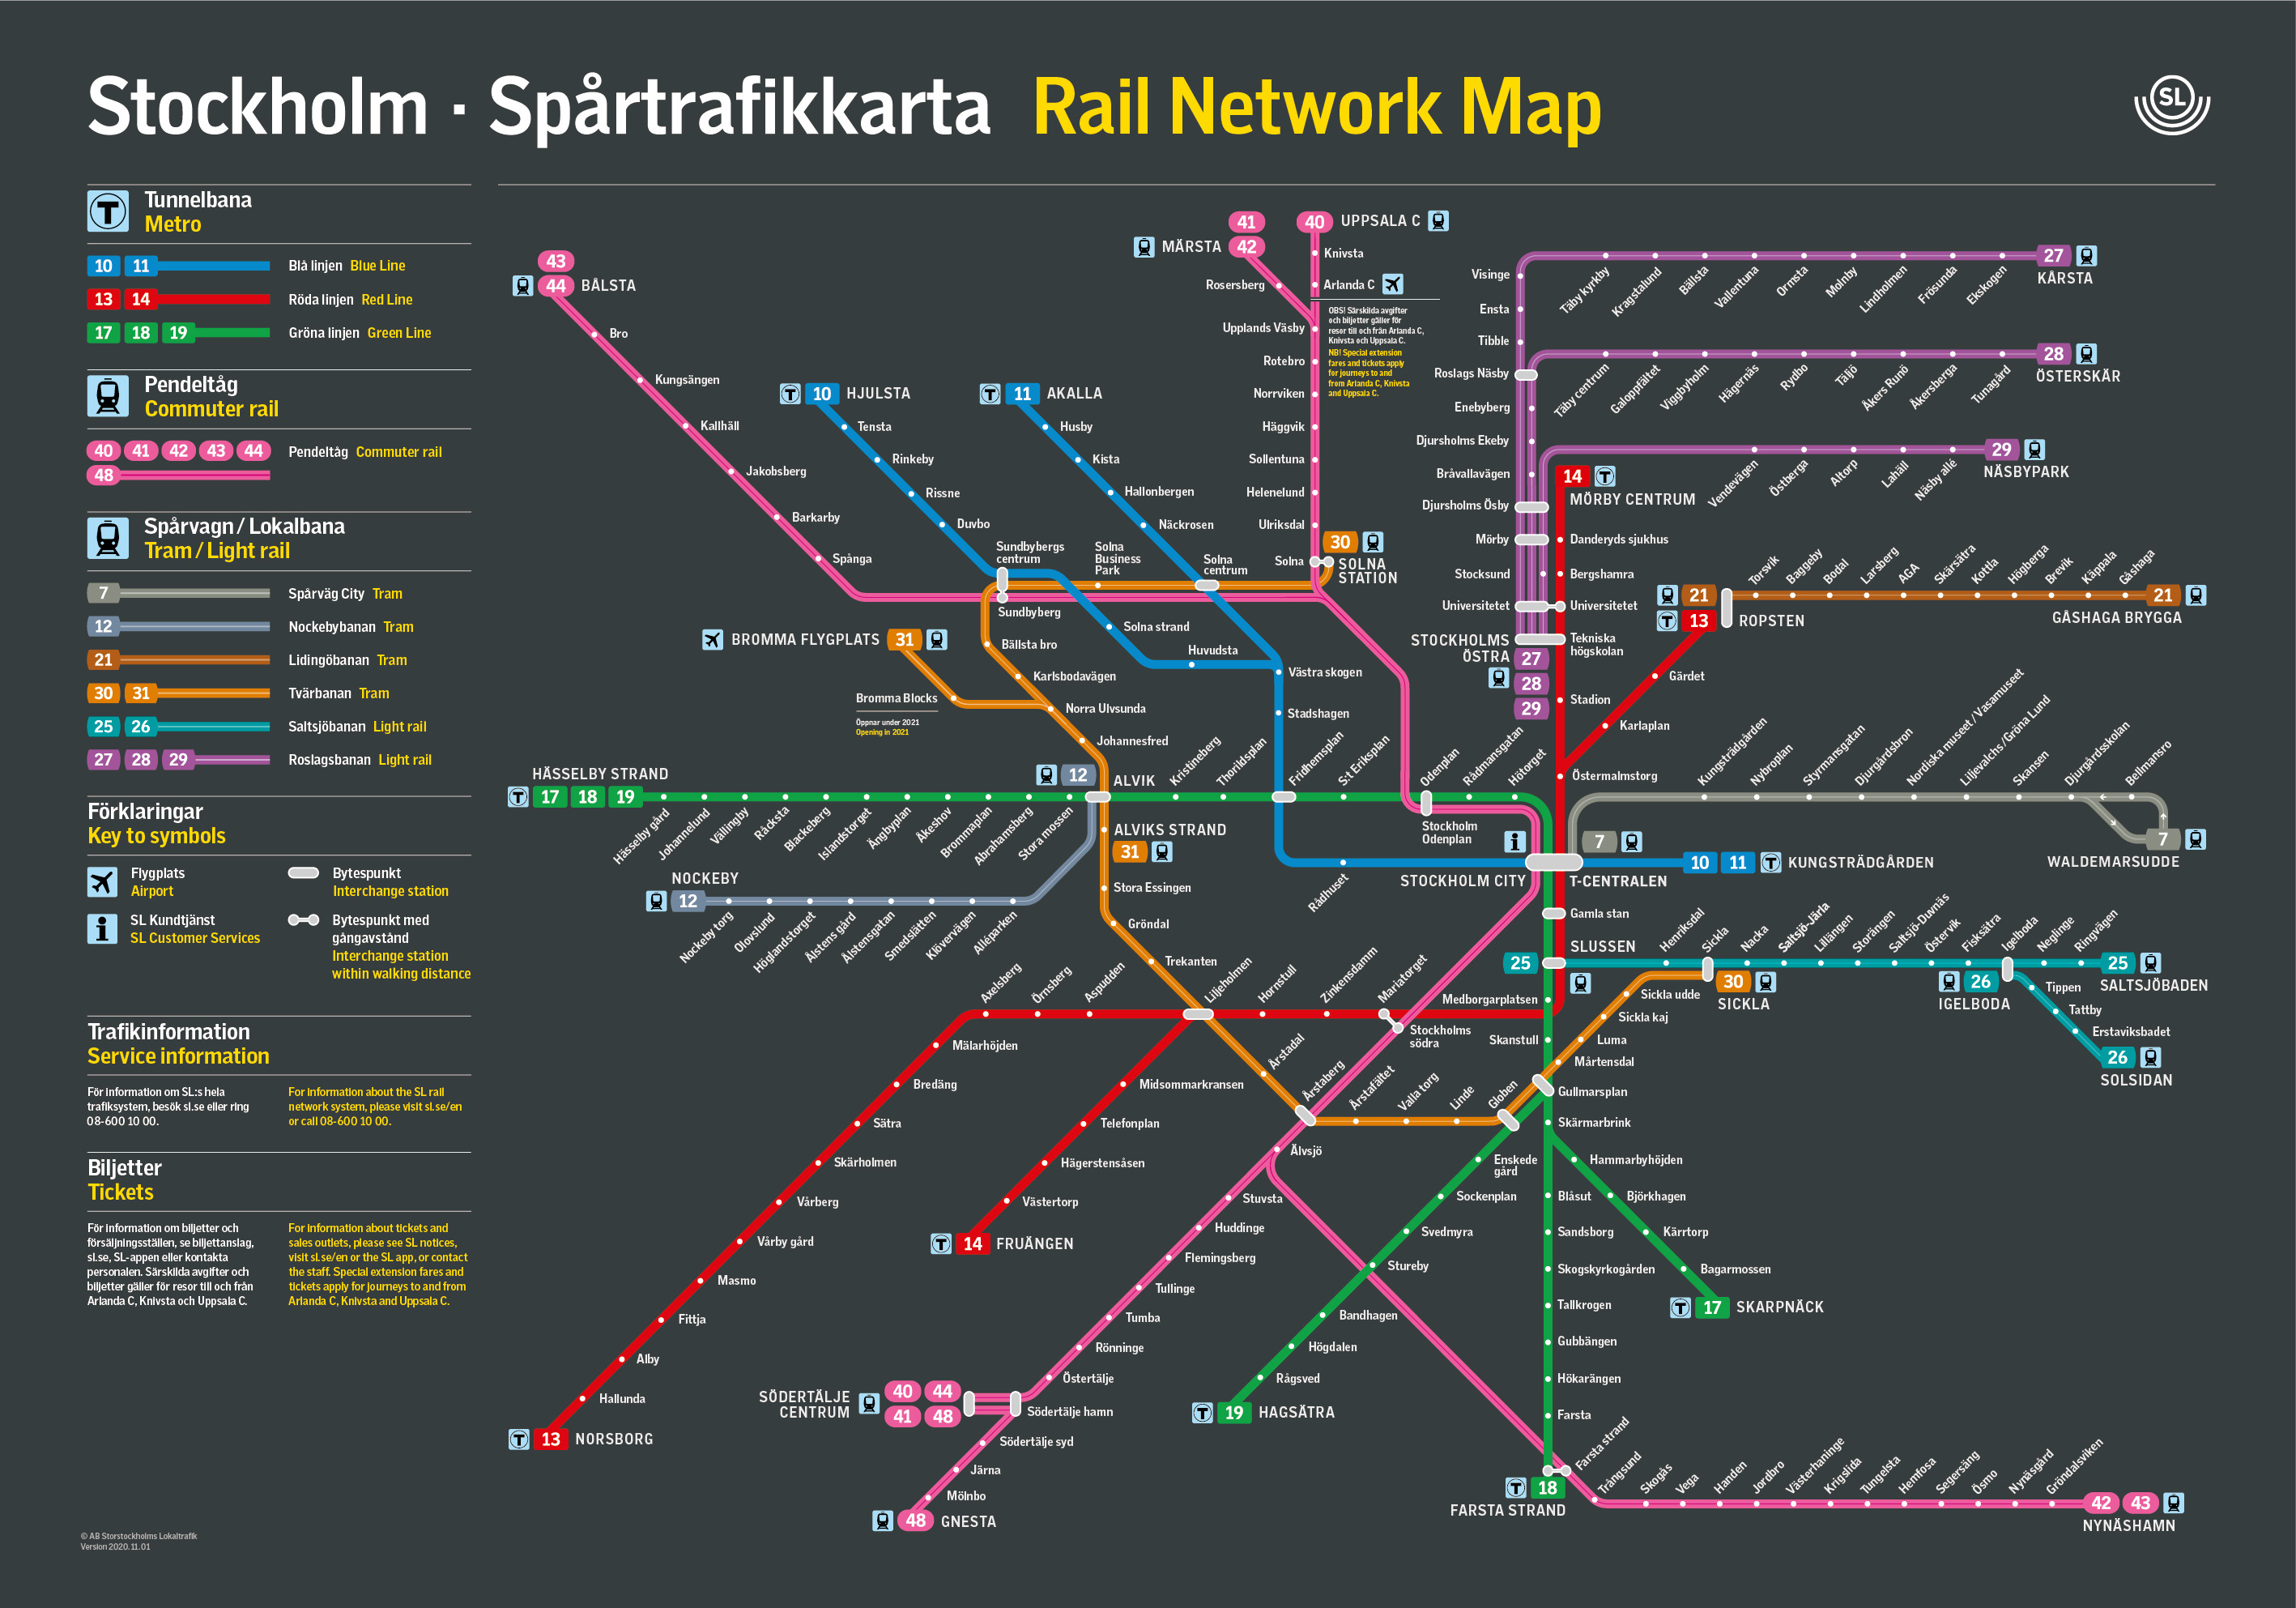 Stockholm · Spårtrafikkarta Rail Network Map
SL
Tunnelbana
Metro
10 11 Blå linjen Blue Line
13 14 Röda linjen Red Line
17 18 19 Gröna linjen Green Line
Pendeltåg
Commuter rail
40 41 42 43 44 Pendeltåg Commuter rail
48
Spårvagn / Lokalbana
Tram / Light rail
7 Spårväg City Tram
12 Nockebybanan Tram
21 Lidingöbanan Tram
30 31 Tvärbanan Tram
25 26 Saltsjöbanan Light rail
27 28 29 Roslagsbanan Light rail
Förklaringar
Key to symbols
Flygplats
Airport
Bytespunkt
Interchange station
SL Kundtjänst
SL Customer Services
Bytespunkt med
gångavstånd
Interchange station
within walking distance
Trafikinformation
Service information
För information om SL:s hela
trafiksystem, besök sl.se eller ring
08-600 10 00.
For information about the SL rail
network system, please visit sl.se/en
or call 08-600 10 00.
Biljetter
Tickets
För information om biljetter och
försäljningsställen, se biljettanslag,
sl.se, SL-appen eller kontakta
personalen. Särskilda avgifter och
biljetter gäller för resor till och från
Arlanda C, Knivsta och Uppsala C.
For information about tickets and
sales outlets, please see SL notices,
visit sl.se/en or the SL app, or contact
the staff. Special extension fares and
tickets apply for journeys to and from
Arlanda C, Knivsta and Uppsala C.
© AB Storstockholms Lokaltrafik
Version 2020.11.01
43
44 BÅLSTA
Bro
Kungsängen
Kallhäll
Jakobsberg
Barkarby
Spånga
Sundbybergs
centrum
Sundbyberg
T 10 HJULSTA
Tensta
Rinkeby
Rissne
Duvbo
Solna strand
Huvudsta
T 11 AKALLA
Husby
Kista
Hallonbergen
Näckrosen
Solna
centrum
Västra skogen
Stadshagen
Rådhuset
10 11 T KUNGSTRÄDGÅRDEN
41
42 MÄRSTA
Rosersberg
40 UPPSALA C
Knivsta
Arlanda C
OBS! Särskilda avgifter
och biljetter gäller för
resor till och från Arlanda C,
Knivsta och Uppsala C.
NB! Special extension
fares and tickets apply
for journeys to and
from Arlanda C, Knivsta
and Uppsala C.
Upplands Väsby
Rotebro
Norrviken
Häggvik
Sollentuna
Helenelund
Ulriksdal
Solna
30
SOLNA
STATION
Solna
Business
Park
Bällsta bro
Karlsbodavägen
Norra Ulvsunda
Johannesfred
BROMMA FLYGPLATS 31
Bromma Blocks
Öppnar under 2021
Opening in 2021
12 ALVIK
ALVIKS STRAND
31
Stora Essingen
Gröndal
Trekanten
Liljeholmen
Årstadal
Årstaberg
Årstafältet
Valla torg
Linde
Globen
Gullmarsplan
Mårtensdal
Luma
Sickla kaj
Sickla udde
30
SICKLA
HÄSSELBY STRAND
T 17 18 19
Hässelby gård
Johannelund
Vällingby
Råcksta
Blackeberg
Islandstorget
Ängbyplan
Åkeshov
Brommaplan
Abrahamsberg
Stora mossen
Kristineberg
Thorildsplan
Fridhemsplan
S:t Eriksplan
Odenplan
Stockholm
Odenplan
Rådmansgatan
Hötorget
NOCKEBY
12
Nockeby torg
Olovslund
Höglandstorget
Ålstens gård
Ålstensgatan
Smedslätten
Klövervägen
Alléparken
STOCKHOLM CITY
T-CENTRALEN
Gamla stan
SLUSSEN
25
Medborgarplatsen
Skanstull
Skärmarbrink
Blåsut
Sandsborg
Skogskyrkogården
Tallkrogen
Gubbängen
Hökarängen
Farsta
T 18
FARSTA STRAND
Hammarbyhöjden
Björkhagen
Kärrtorp
Bagarmossen
T 17 SKARPNÄCK
Enskede
gård
Sockenplan
Svedmyra
Stureby
Bandhagen
Högdalen
Rågsved
T 19 HAGSÄTRA
Visinge
Ensta
Tibble
Roslags Näsby
Enebyberg
Djursholms Ekeby
Bråvallavägen
Djursholms Ösby
Mörby
Stocksund
Universitetet
STOCKHOLMS
ÖSTRA
27
28
29
Täby kyrkby
Kragstalund
Bällsta
Vallentuna
Ormsta
Molnby
Lindholmen
Frösunda
Ekskogen
27
KÅRSTA
Täby centrum
Galoppfältet
Viggbyholm
Hägernäs
Rydbo
Täljö
Åkers Runö
Åkersberga
Tunagård
28
ÖSTERSKÄR
Vendevägen
Östberga
Altorp
Lahäll
Näsby allé
29
NÄSBYPARK
14 T
MÖRBY CENTRUM
Danderyds sjukhus
Bergshamra
Universitetet
Tekniska
högskolan
Stadion
Östermalmstorg
Karlaplan
Gärdet
21
T 13
ROPSTEN
Torsvik
Baggeby
Bodal
Larsberg
AGA
Skärsätra
Kottla
Högberga
Brevik
Käppala
Gåshaga
21
GÅSHAGA BRYGGA
7
Kungsträdgården
Nybroplan
Styrmansgatan
Djurgårdsbron
Nordiska museet / Vasamuseet
Liljevalchs / Gröna Lund
Skansen
Djurgårdsskolan
Bellmansro
7
WALDEMARSUDDE
Henriksdal
Sickla
Nacka
Saltsjö-Järla
Lillängen
Storängen
Saltsjö-Duvnäs
Östervik
Fisksätra
Igelboda
Neglinge
Ringvägen
25
SALTSJÖBADEN
26
IGELBODA
Tippen
Tattby
Erstaviksbadet
26
SOLSIDAN
Axelsberg
Örnsberg
Aspudden
Hornstull
Zinkensdamm
Mariatorget
Stockholms
södra
Mälarhöjden
Bredäng
Sätra
Skärholmen
Vårberg
Vårby gård
Masmo
Fittja
Alby
Hallunda
T 13 NORSBORG
Midsommarkransen
Telefonplan
Hägerstensåsen
Västertorp
T 14 FRUÄNGEN
Älvsjö
Stuvsta
Huddinge
Flemingsberg
Tullinge
Tumba
Rönninge
Östertälje
SÖDERTÄLJE
CENTRUM
40 44
41 48
Södertälje hamn
Södertälje syd
Järna
Mölnbo
48 GNESTA
Farsta strand
Trångsund
Skogås
Vega
Handen
Jordbro
Västerhaninge
Krigslida
Tungelsta
Hemfosa
Segersäng
Ösmo
Nynäsgård
Gröndalsviken
42 43
NYNÄSHAMN